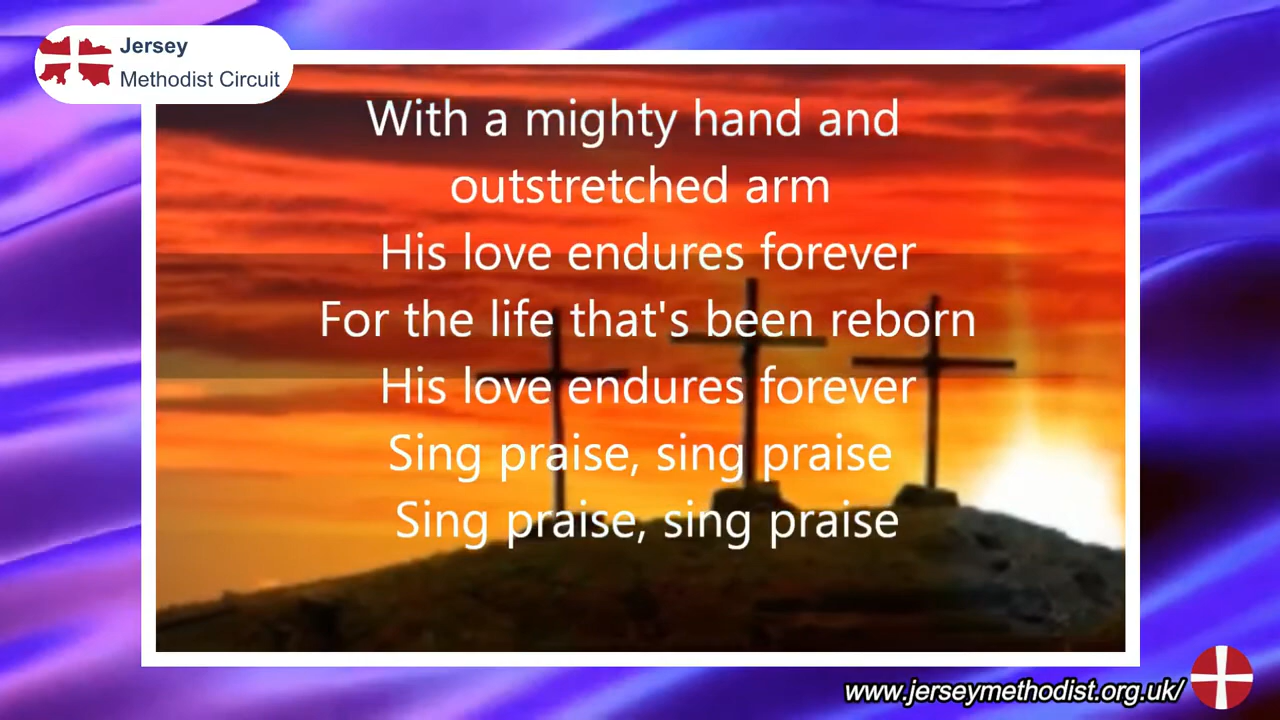 Jersey
Methodist Circuit
With a mighty hand and
outstretched arm
His love endures forever
For the life that's been reborn
His love endures forever
Sing praise, sing praise
Sing praise, sing praise
www.jerseymethodist.org.uk/